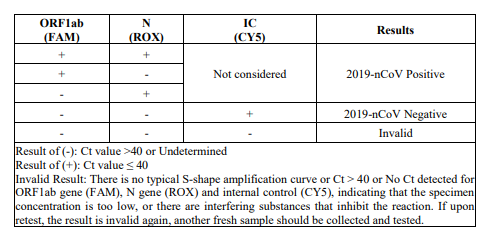 ORF1ab (FAM) N (ROX) IC (CY5) Results
+ + Not considered 2019-nCoV Positive
+ -
- +
- - + 2019-nCoV Negative
- - - Invalid
Result of (-): Ct value >40 or Undetermined
Result of (+): Ct value ≤ 40
Invalid Result: There is no typical S-shape amplification curve or Ct > 40 or No Ct detected for
ORF1ab gene (FAM), N gene (ROX) and internal control (CY5), indicating that the specimen
concentration is too low, or there are interfering substances that inhibit the reaction. If upon
retest, the result is invalid again, another fresh sample should be collected and tested.